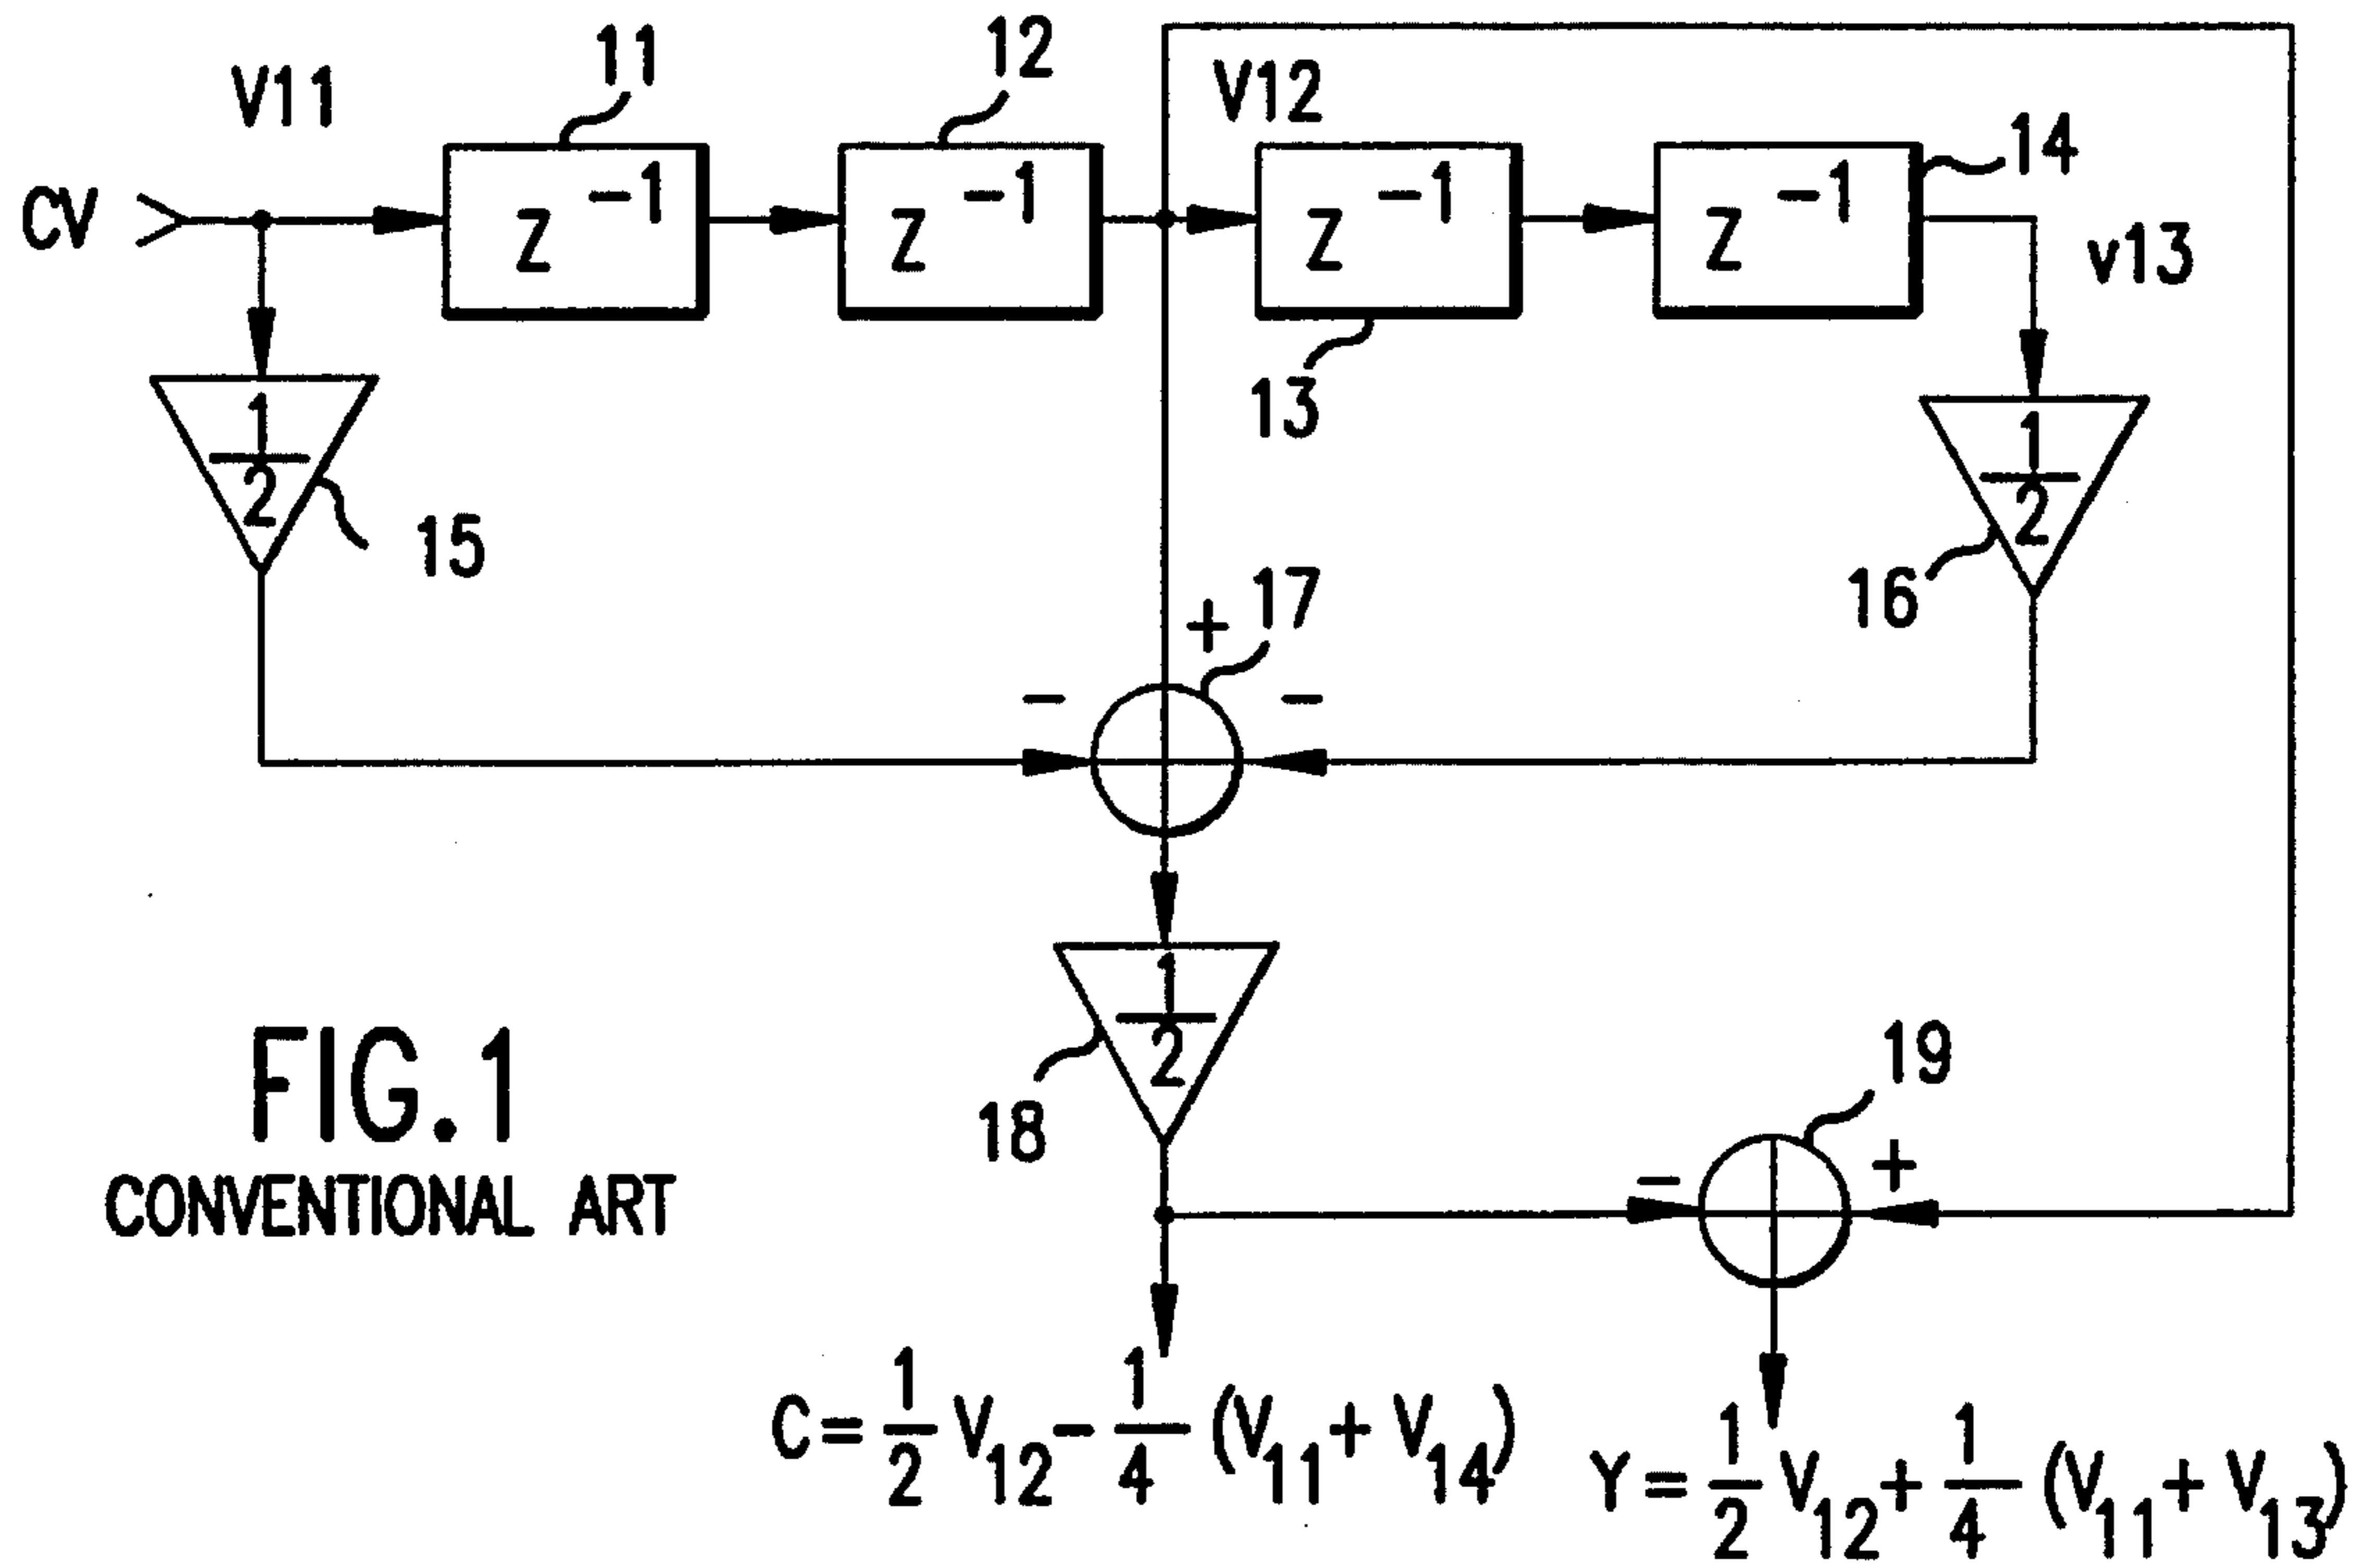 11
12
V11
V12
14
CV
z^-1
z^-1
z^-1
z^-1
v13
13
1/2
15
1/2
16
+
17
-
-
1/2
18
19
-
+
FIG.1
CONVENTIONAL ART
C=1/2 V12-1/4(V11+V14)
Y=1/2 V12+1/4(V11+V13)